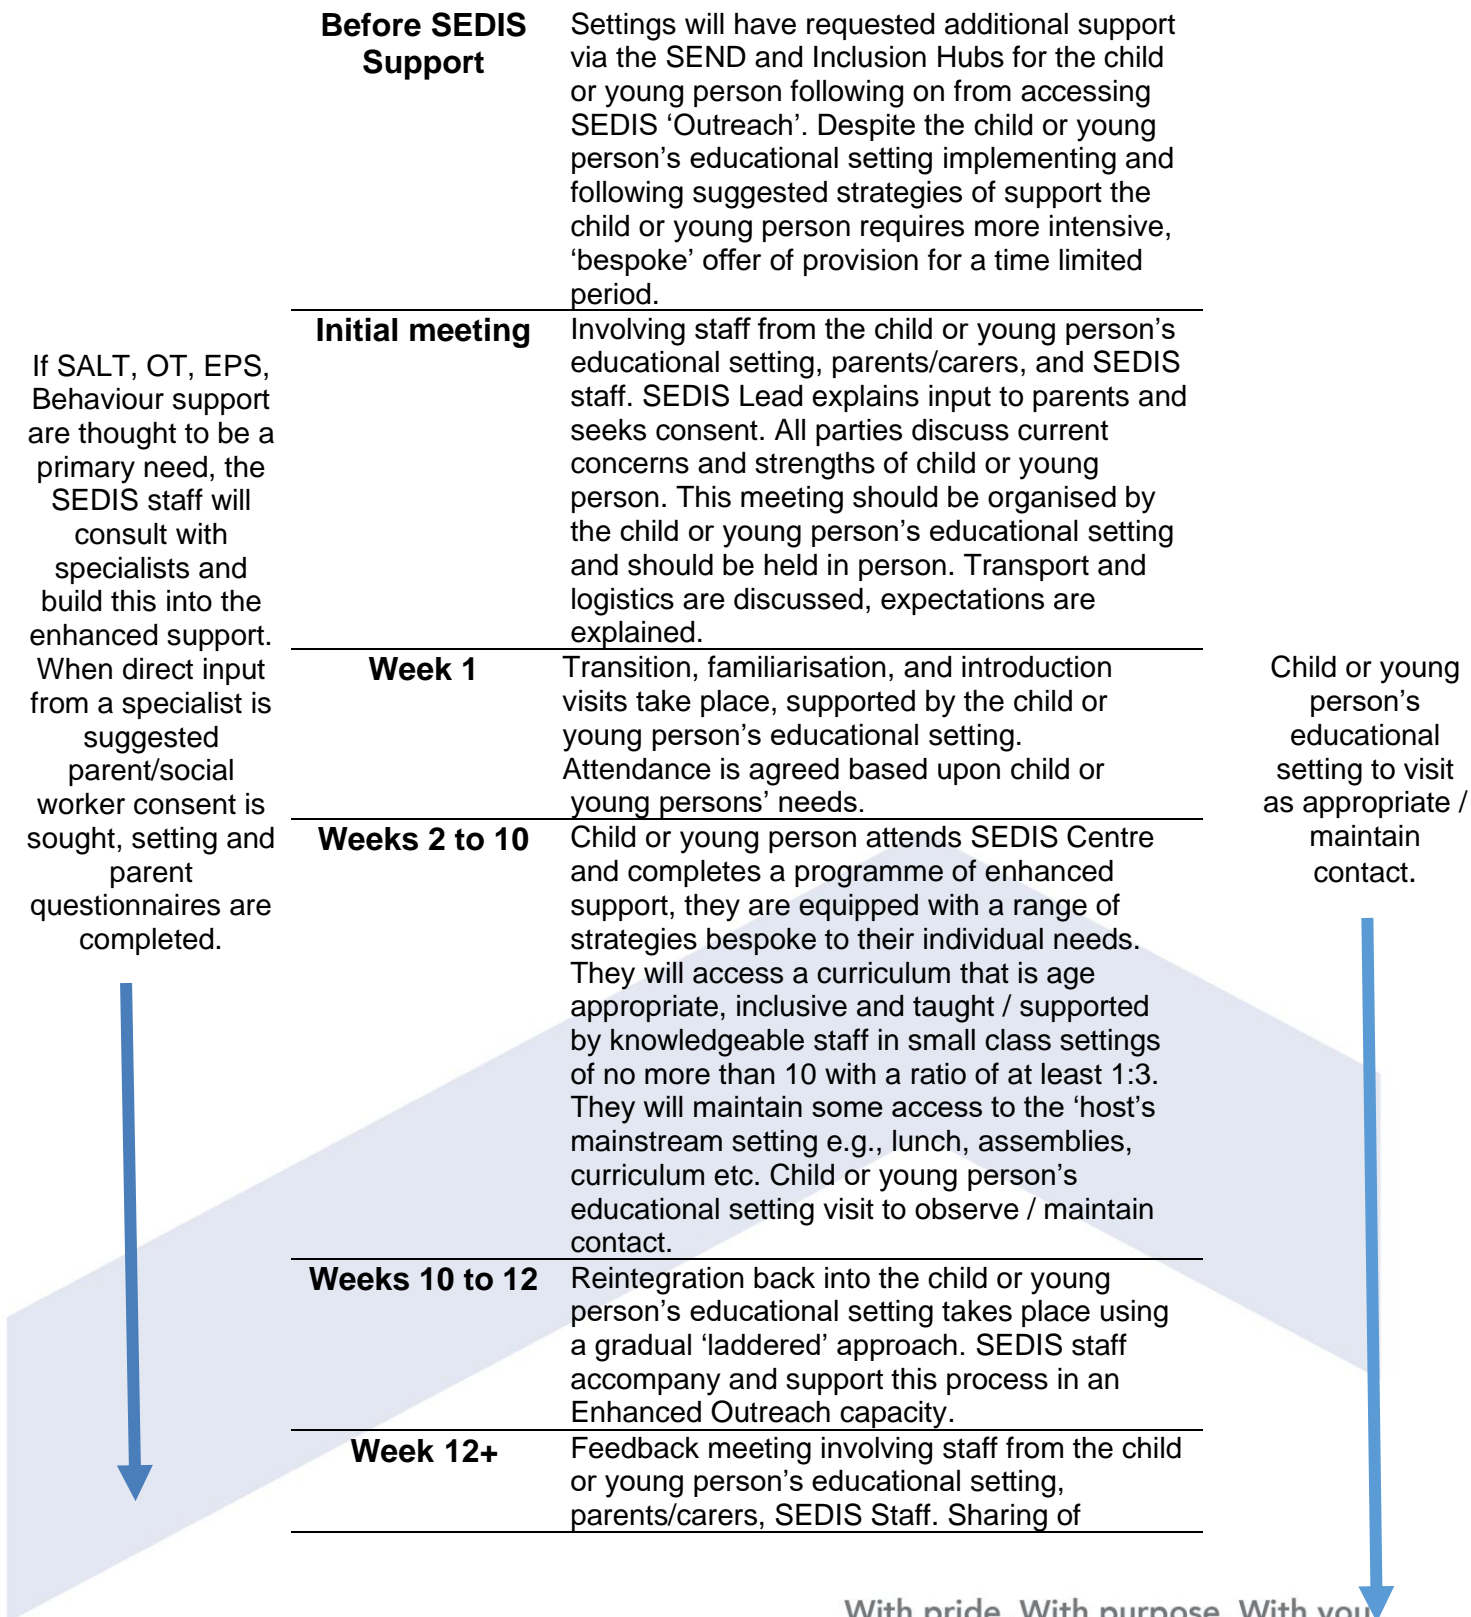 Before SEDIS
Support
Settings will have requested additional support
via the SEND and Inclusion Hubs for the child
or young person following on from accessing
SEDIS ‘Outreach’. Despite the child or young
person’s educational setting implementing and
following suggested strategies of support the
child or young person requires more intensive,
‘bespoke’ offer of provision for a time limited
period.
If SALT, OT, EPS,
Behaviour support
are thought to be a
primary need, the
SEDIS staff will
consult with
specialists and
build this into the
enhanced support.
When direct input
from a specialist is
suggested
parent/social
worker consent is
sought, setting and
parent
questionnaires are
completed.
Initial meeting
Involving staff from the child or young person’s
educational setting, parents/carers, and SEDIS
staff. SEDIS Lead explains input to parents and
seeks consent. All parties discuss current
concerns and strengths of child or young
person. This meeting should be organised by
the child or young person’s educational setting
and should be held in person. Transport and
logistics are discussed, expectations are
explained.
Week 1
Transition, familiarisation, and introduction
visits take place, supported by the child or
young person’s educational setting.
Attendance is agreed based upon child or
young persons’ needs.
Child or young
person’s
educational
setting to visit
as appropriate /
maintain
contact.
Weeks 2 to 10
Child or young person attends SEDIS Centre
and completes a programme of enhanced
support, they are equipped with a range of
strategies bespoke to their individual needs.
They will access a curriculum that is age
appropriate, inclusive and taught / supported
by knowledgeable staff in small class settings
of no more than 10 with a ratio of at least 1:3.
They will maintain some access to the ‘host’s
mainstream setting e.g., lunch, assemblies,
curriculum etc. Child or young person’s
educational setting visit to observe / maintain
contact.
Weeks 10 to 12
Reintegration back into the child or young
person’s educational setting takes place using
a gradual ‘laddered’ approach. SEDIS staff
accompany and support this process in an
Enhanced Outreach capacity.
Week 12+
Feedback meeting involving staff from the child
or young person’s educational setting,
parents/carers, SEDIS Staff. Sharing of
With pride. With purpose. With you